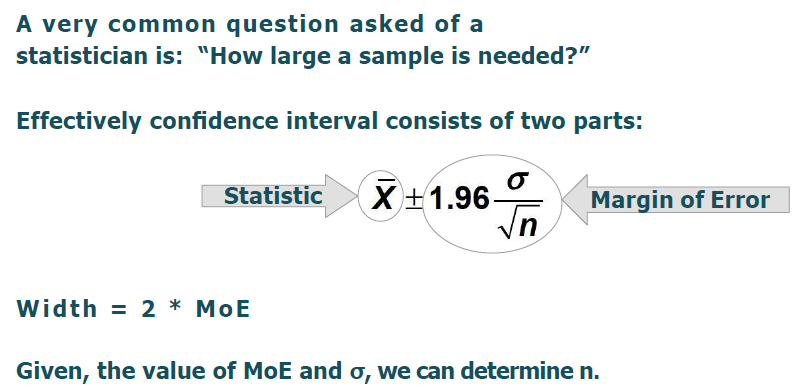 A very common question asked of a
statistician is: “How large a sample is needed?”
Effectively confidence interval consists of two parts:
Statistic X̅ ± 1.96 σ/√n Margin of Error
Width = 2 * MoE
Given, the value of MoE and σ, we can determine n.